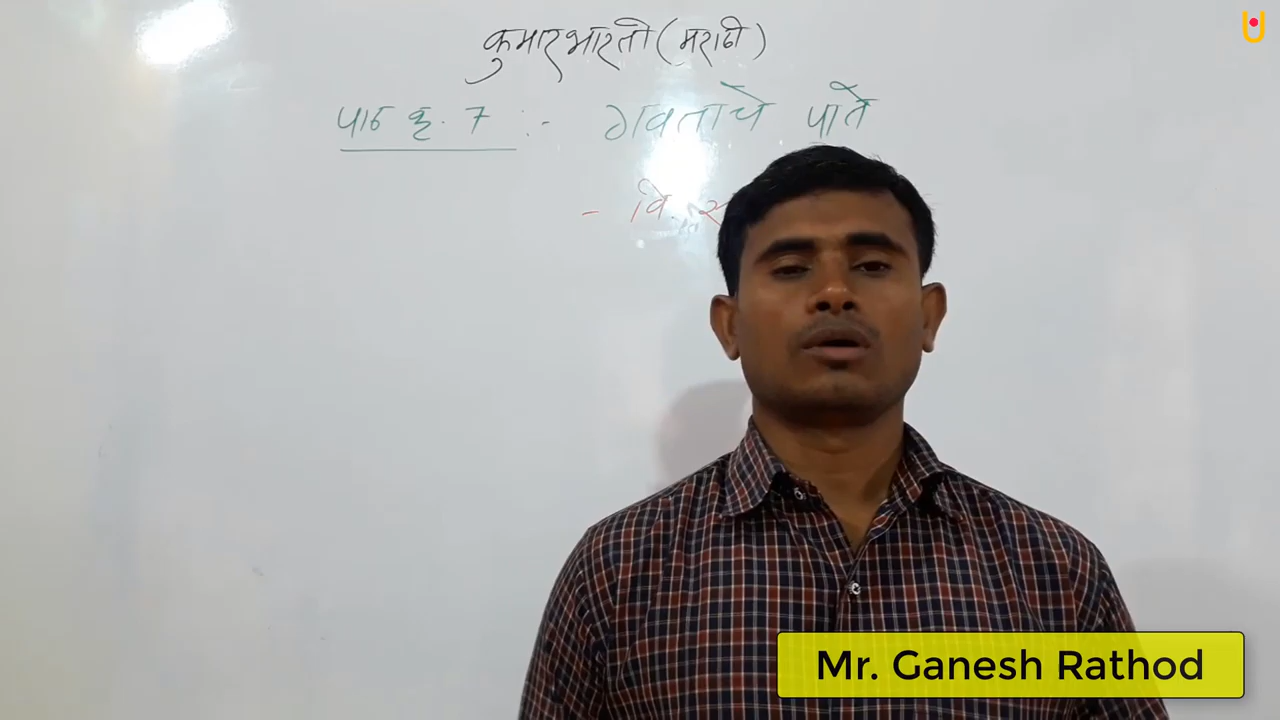 कुमारभारती (मराठी)
पाठ क्र. 7 :- गवताचे पाते
- वि. स
Mr. Ganesh Rathod